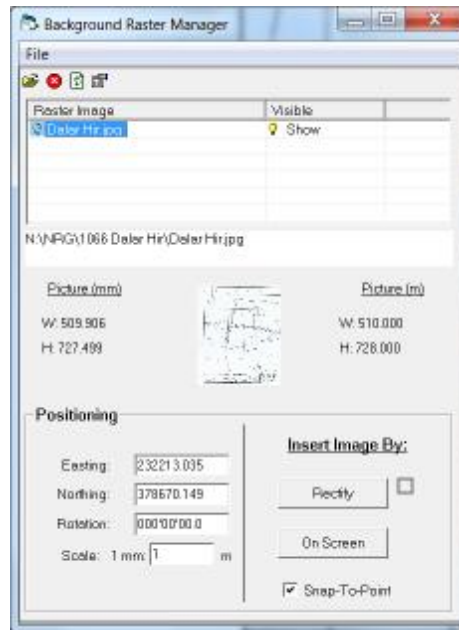 Background Raster Manager
File
Raster Image Visible
Dalar Hir.jpg Show
N:\NRG\1066 Dalar Hir\Dalar Hir.jpg
Picture (mm) Picture (m)
W: 509.906 W: 510.000
H: 727.499 H: 728.000
Positioning
Insert Image By:
Easting: 232213.035
Northing: 378670.149
Rectify
Rotation: 000°00'00.0
Scale: 1 mm: 1 m
On Screen
Snap-To-Point